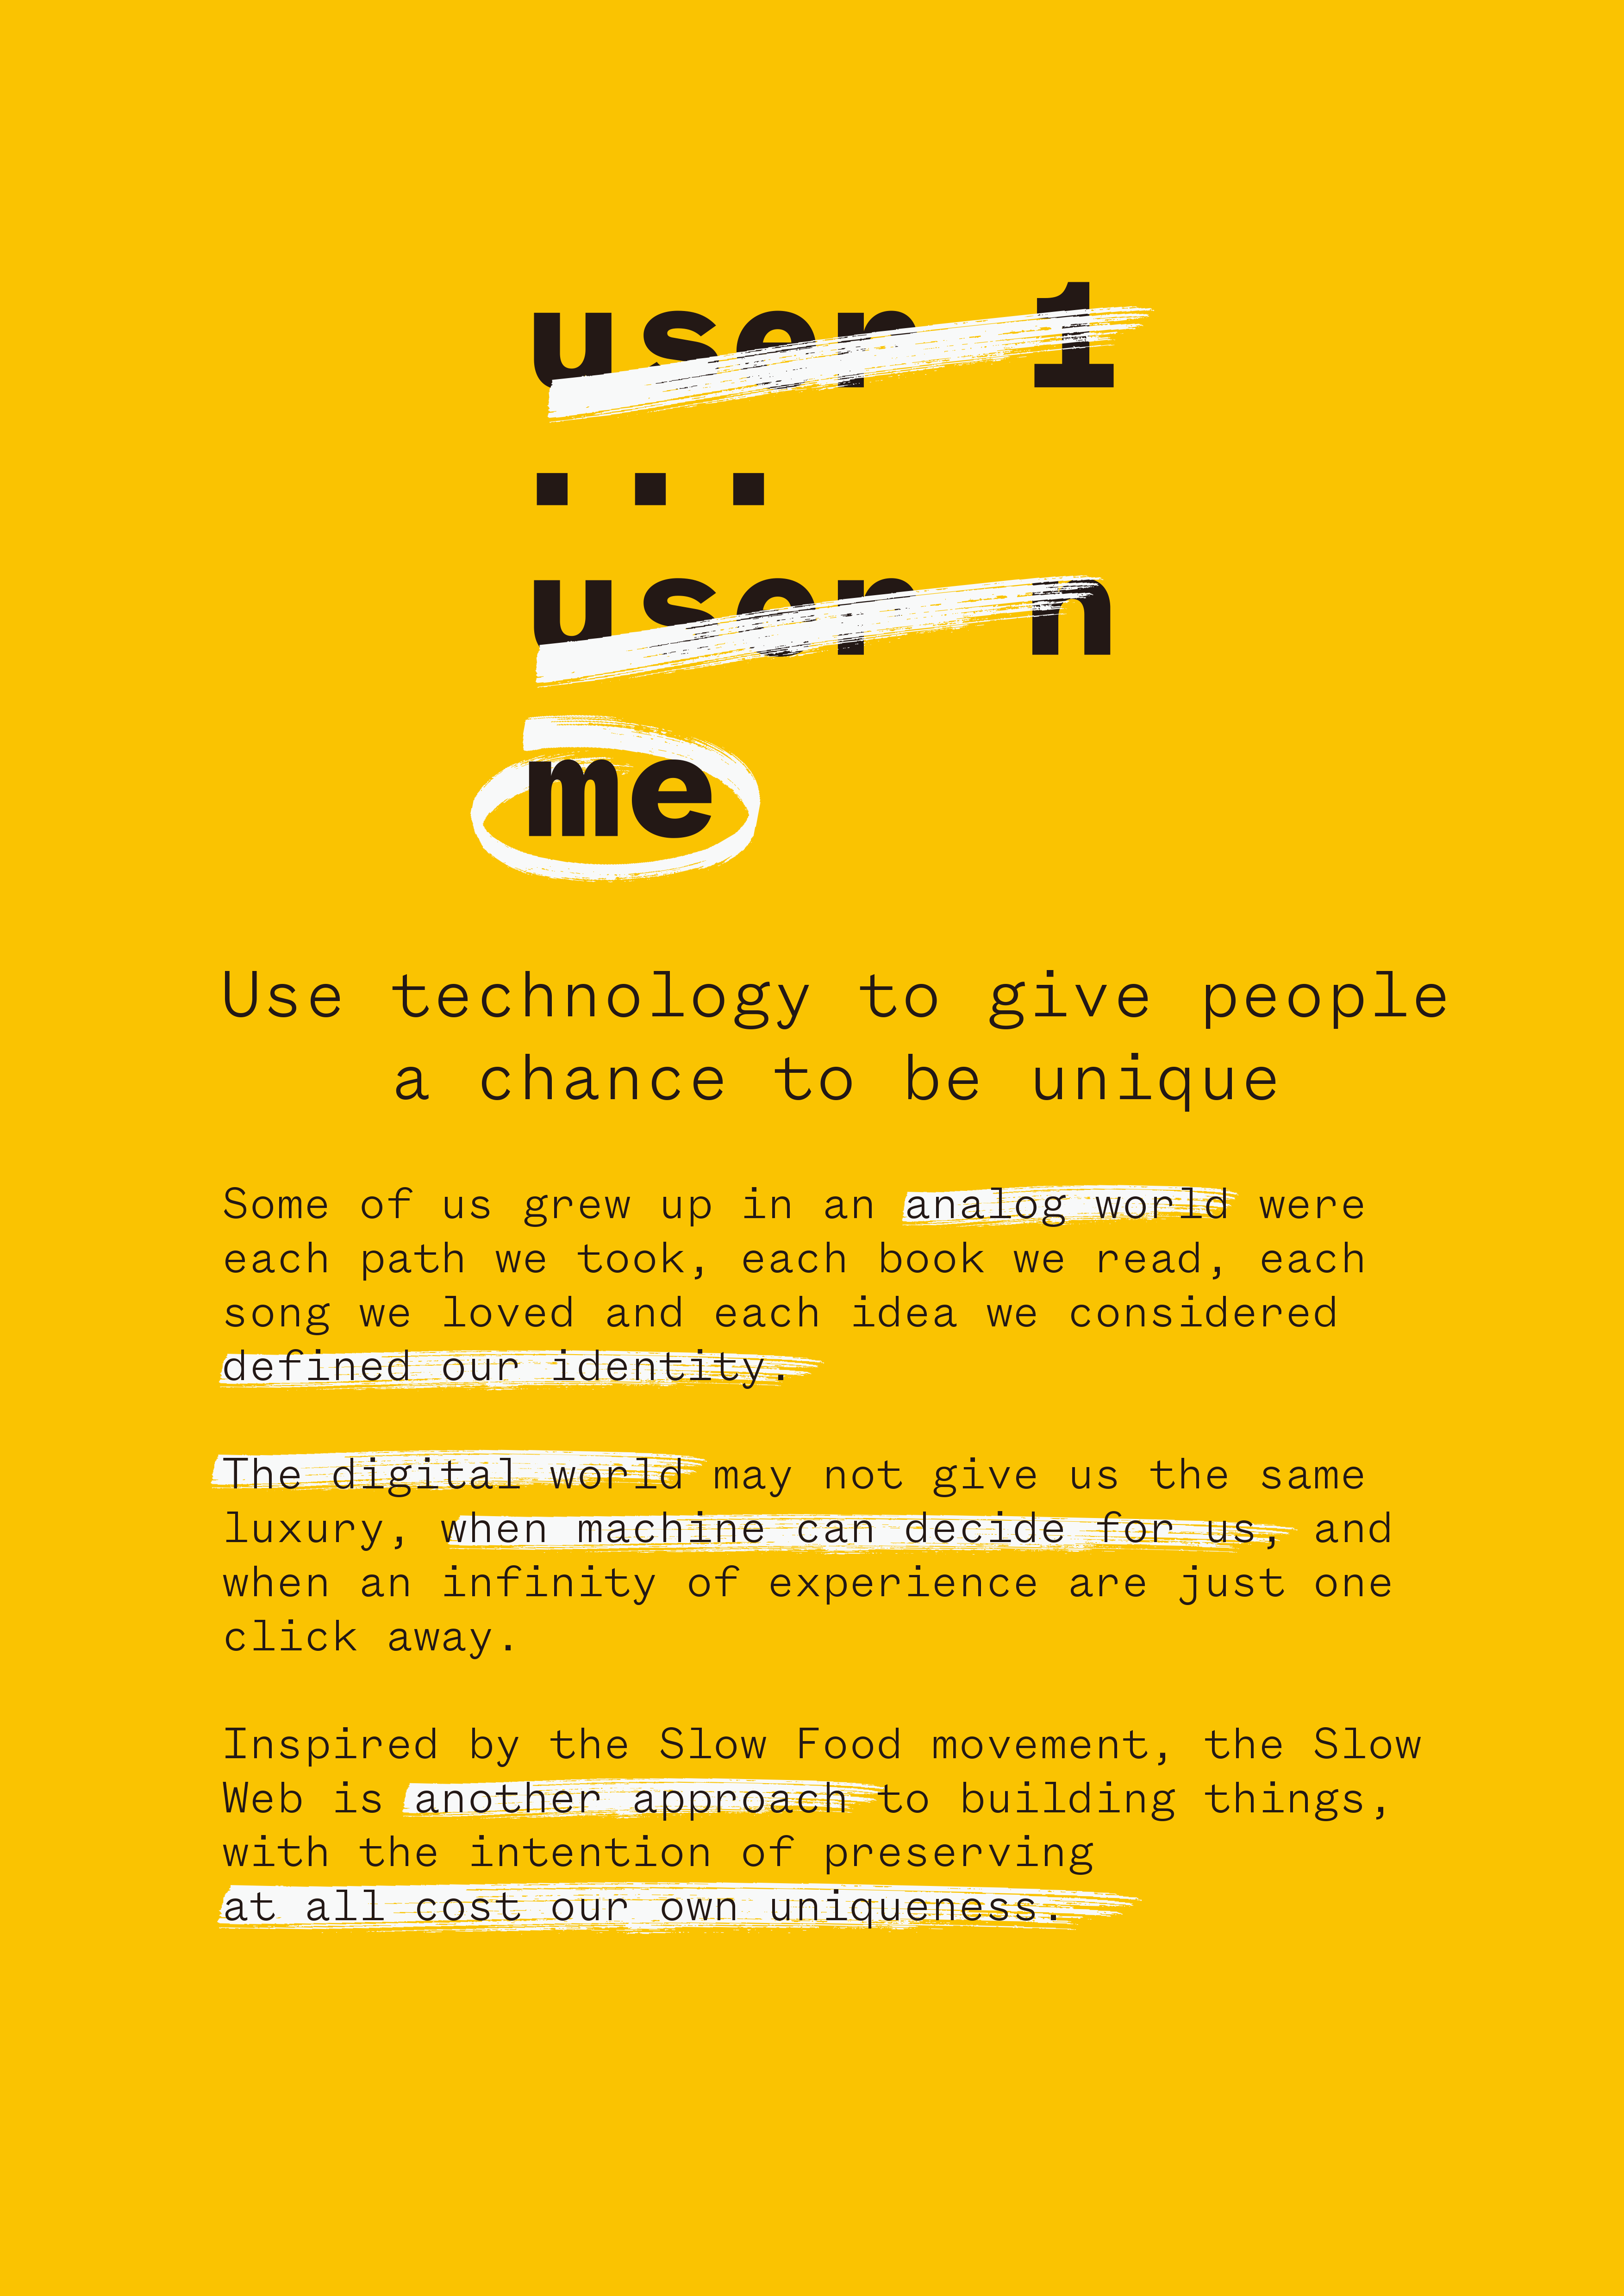 user 1
...
user n
me
Use technology to give people
a chance to be unique
Some of us grew up in an analog world were
each path we took, each book we read, each
song we loved and each idea we considered
defined our identity.
The digital world may not give us the same
luxury, when machine can decide for us, and
when an infinity of experience are just one
click away.
Inspired by the Slow Food movement, the Slow
Web is another approach to building things,
with the intention of preserving
at all cost our own uniqueness.